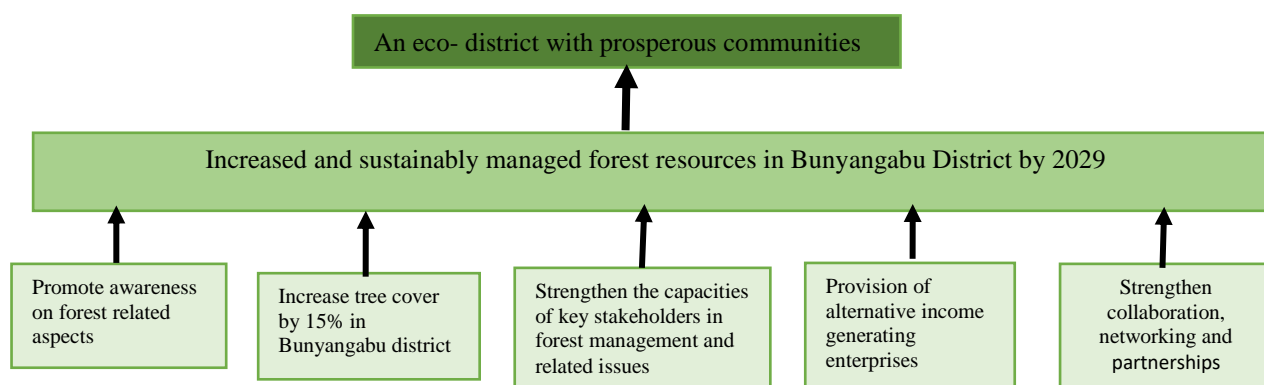 An eco- district with prosperous communities
Increased and sustainably managed forest resources in Bunyangabu District by 2029
Promote awareness
on forest related
aspects
Increase tree cover
by 15% in
Bunyangabu district
Strengthen the capacities
of key stakeholders in
forest management and
related issues
Provision of
alternative income
generating
enterprises
Strengthen
collaboration,
networking and
partnerships